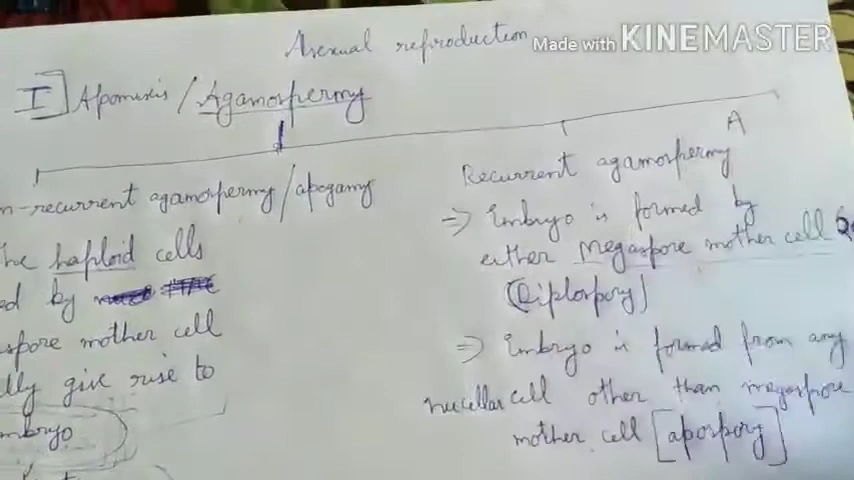 Asexual reproduction
Made with KINEMASTER
I] Apomixis / Agamospermy
A
n-recurrent agamospermy / apogamy
he haploid cells
ed by
spore mother cell
lly give rise to
mbryo
Recurrent agamospermy
⇒ Embryo is formed by
either Megaspore mother cell
(Diplospory)
⇒ Embryo is formed from any
nucellar cell other than megaspore
mother cell [apospory]